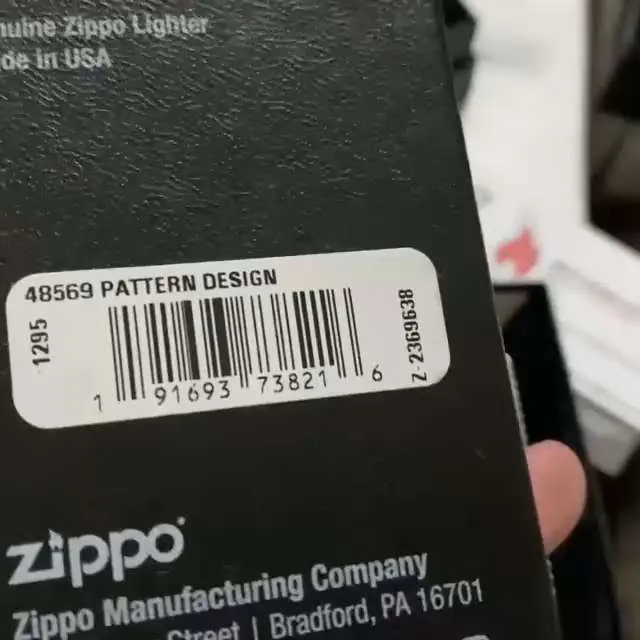 nuine Zippo Lighter
de in USA
48569 PATTERN DESIGN
1295
1 91693 73821 6
Z-2369638
zippo
Zippo Manufacturing Company
Street | Bradford, PA 16701